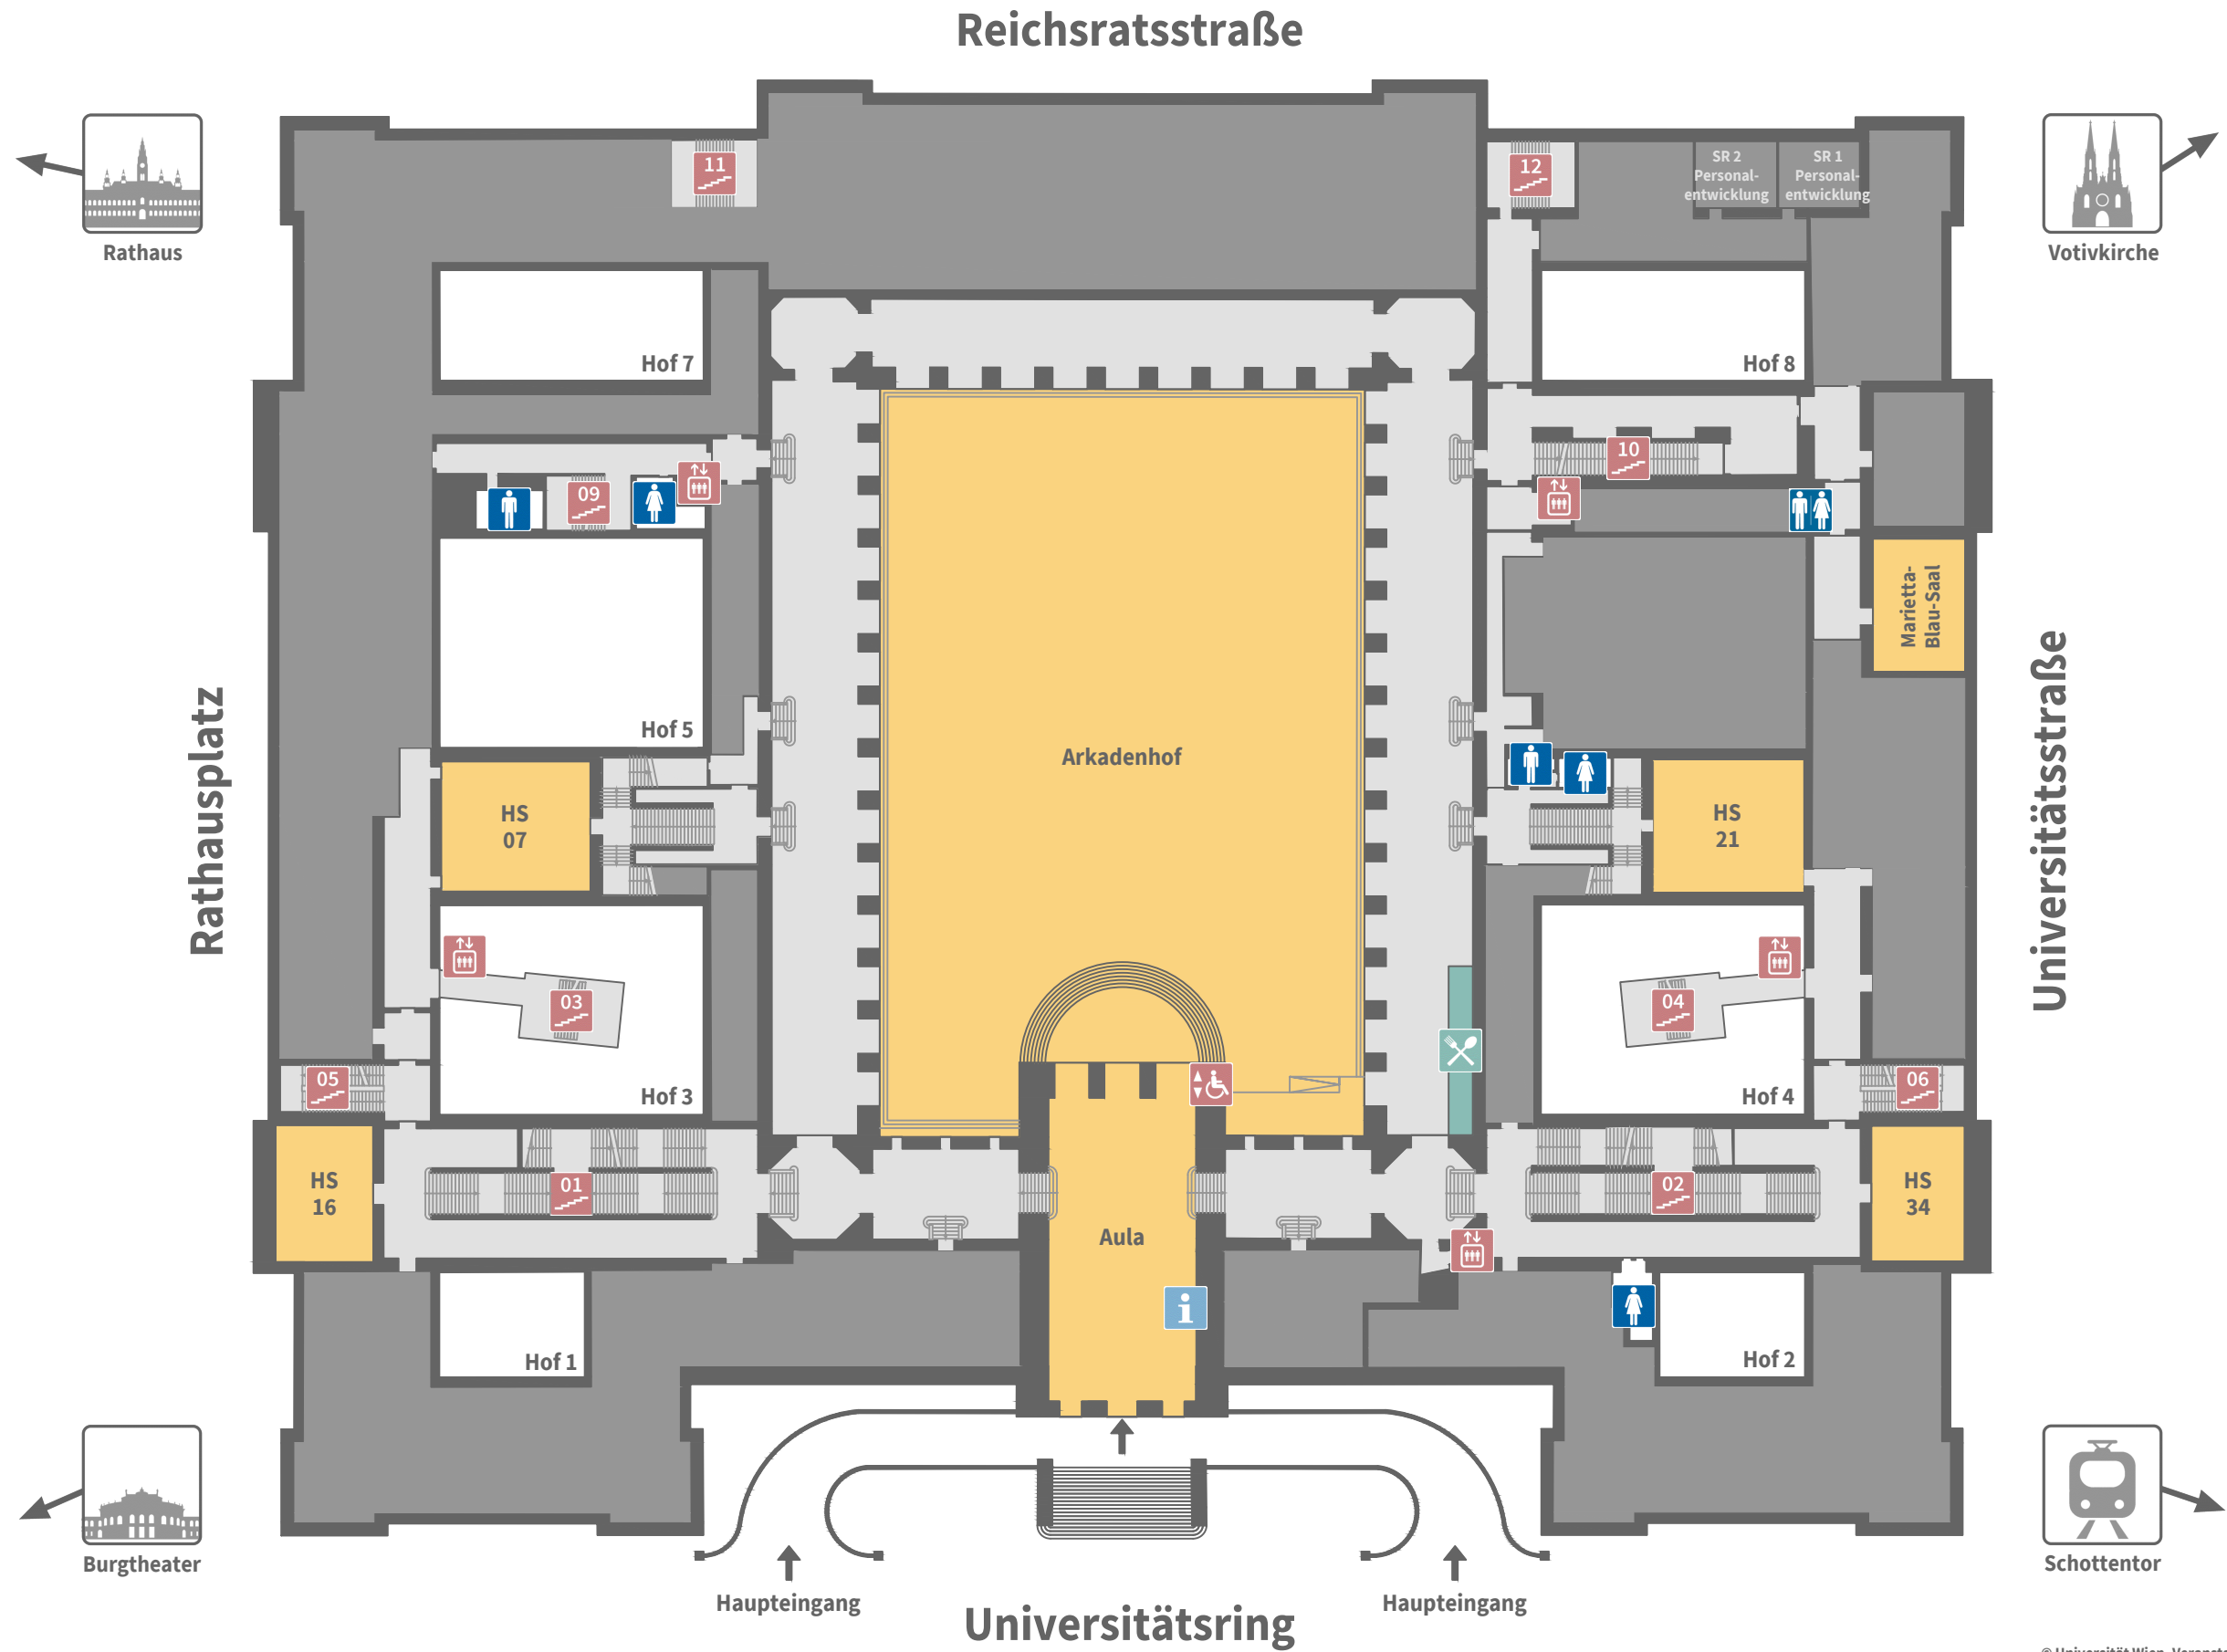 Reichsratsstraße
Rathaus
Votivkirche
11
12
SR 2
Personal-
entwicklung
SR 1
Personal-
entwicklung
Hof 7
Hof 8
09
10
Marietta-
Blau-Saal
Hof 5
Arkadenhof
Rathausplatz
Universitätsstraße
HS
07
HS
21
03
04
05
06
Hof 3
Hof 4
HS
16
01
Aula
02
HS
34
i
Hof 1
Hof 2
Burgtheater
Schottentor
Haupteingang
Haupteingang
Universitätsring